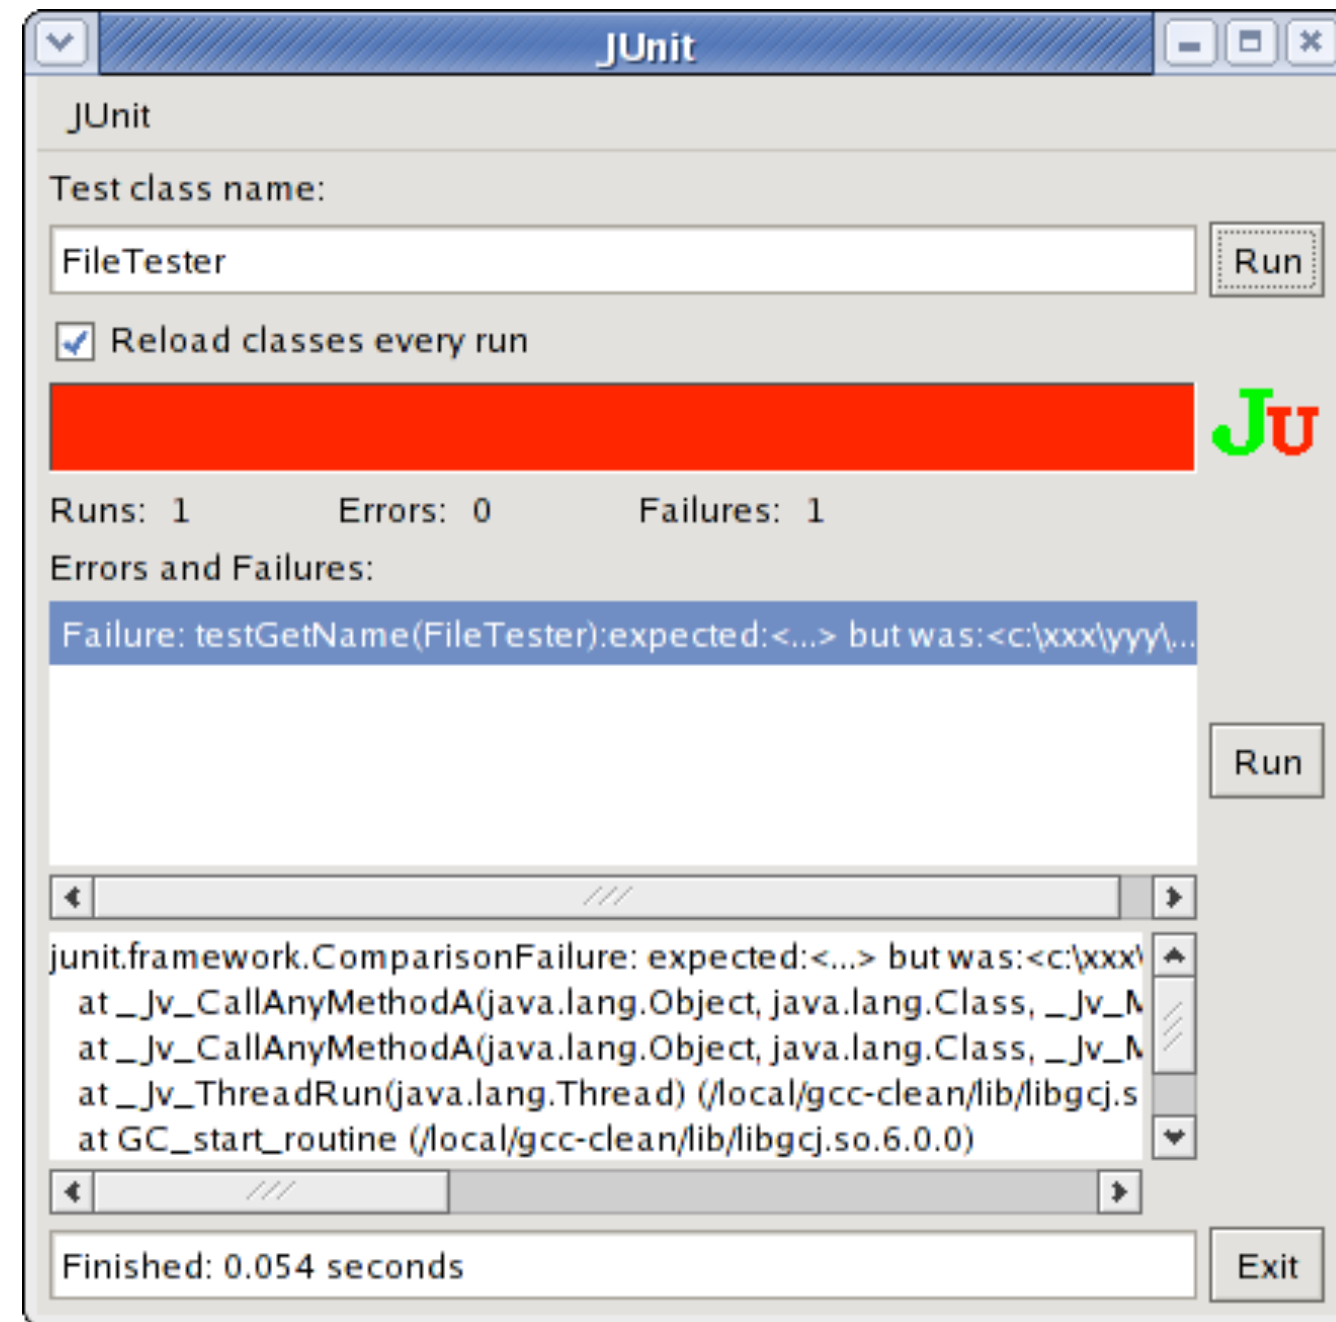 JUnit
JUnit
Test class name:
FileTester
Run
Reload classes every run
JU
Runs: 1 Errors: 0 Failures: 1
Errors and Failures:
Failure: testGetName(FileTester):expected:<...> but was:<c:\xxx\yyy\...
Run
junit.framework.ComparisonFailure: expected:<...> but was:<c:\xxx\
at _Jv_CallAnyMethodA(java.lang.Object, java.lang.Class, _Jv_M
at _Jv_CallAnyMethodA(java.lang.Object, java.lang.Class, _Jv_M
at _Jv_ThreadRun(java.lang.Thread) (/local/gcc-clean/lib/libgcj.s
at GC_start_routine (/local/gcc-clean/lib/libgcj.so.6.0.0)
Finished: 0.054 seconds
Exit